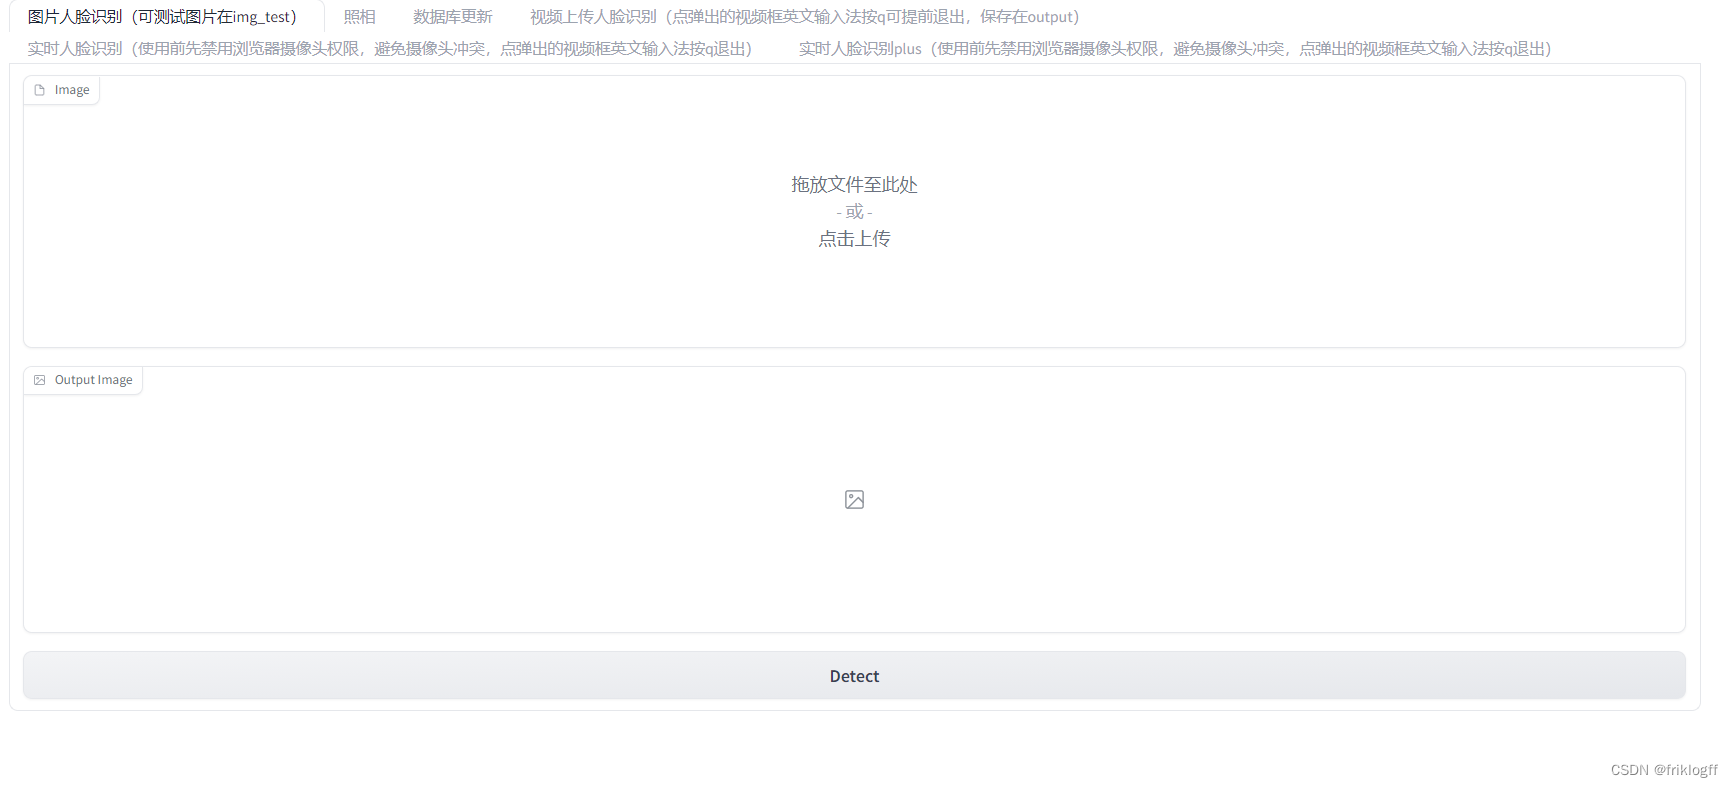 图片人脸识别（可测试图片在img_test） 照相 数据库更新 视频上传人脸识别（点弹出的视频框英文输入法按q可提前退出，保存在output）
实时人脸识别（使用前先禁用浏览器摄像头权限，避免摄像头冲突，点弹出的视频框英文输入法按q退出） 实时人脸识别plus（使用前先禁用浏览器摄像头权限，避免摄像头冲突，点弹出的视频框英文输入法按q退出）
Image
拖放文件至此处
- 或 -
点击上传
Output Image
Detect
CSDN @friklogff